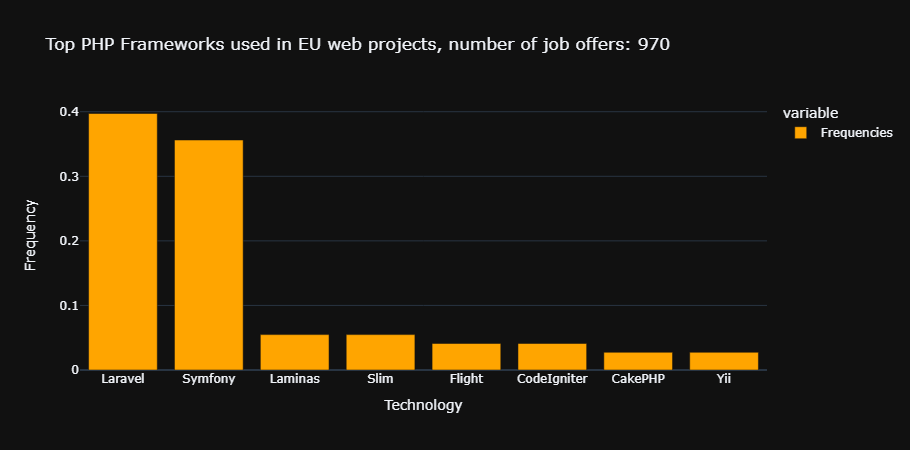 Top PHP Frameworks used in EU web projects, number of job offers: 970
variable
Frequencies
Frequency
0.4
0.3
0.2
0.1
0
Laravel Symfony Laminas Slim Flight CodeIgniter CakePHP Yii
Technology